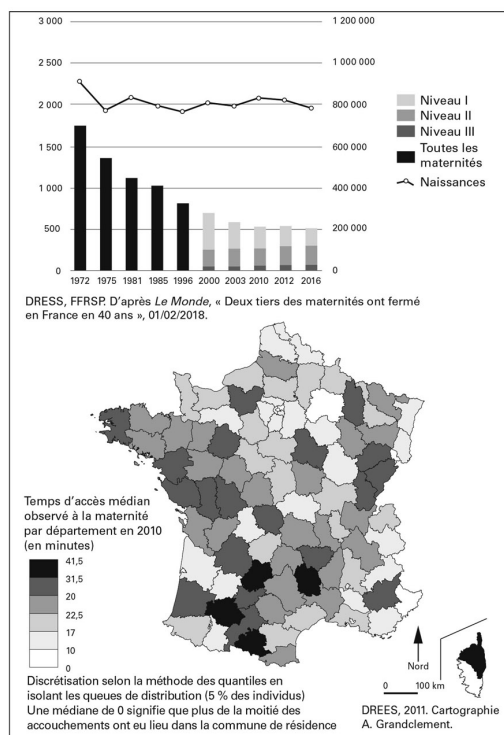 3 000
2 500
2 000
1 500
1 000
500
0
1 200 000
1 000 000
800 000
600 000
400 000
200 000
0
1972 1975 1981 1985 1996 2000 2003 2010 2012 2016
Niveau I
Niveau II
Niveau III
Toutes les
maternités
Naissances
DRESS, FFRSP. D'après Le Monde, « Deux tiers des maternités ont fermé
en France en 40 ans », 01/02/2018.
Temps d'accès médian
observé à la maternité
par département en 2010
(en minutes)
41,5
31,5
20
22,5
17
10
0
Nord
0 100 km
Discrétisation selon la méthode des quantiles en
isolant les queues de distribution (5 % des individus)
Une médiane de 0 signifie que plus de la moitié des
accouchements ont eu lieu dans la commune de résidence
DREES, 2011. Cartographie
A. Grandclement.